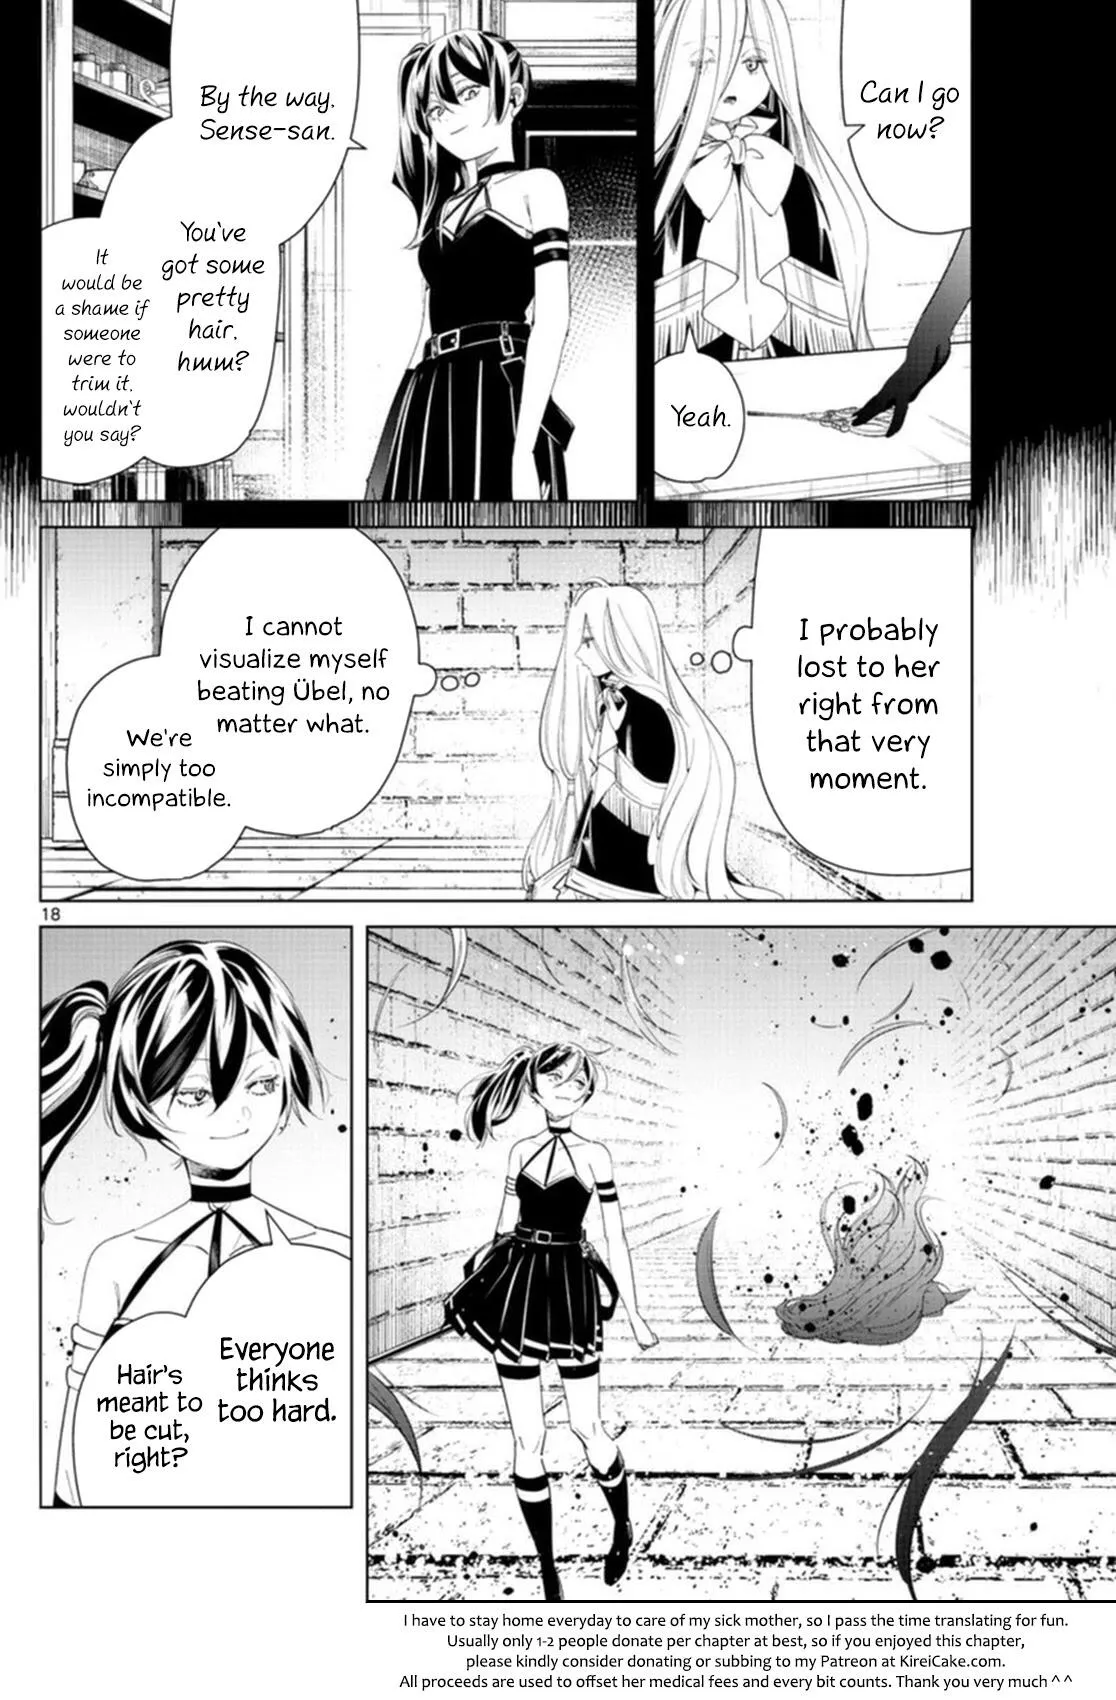 Can I go
now?
Yeah.
By the way,
Sense-san.
You've
got some
pretty
hair,
hmm?
It
would be
a shame if
someone
were to
trim it,
wouldn't
you say?
I probably
lost to her
right from
that very
moment.
I cannot
visualize myself
beating Übel, no
matter what.
We're
simply too
incompatible.
18
Everyone
thinks
too hard.
Hair's
meant to
be cut,
right?
I have to stay home everyday to care of my sick mother, so I pass the time translating for fun.
Usually only 1-2 people donate per chapter at best, so if you enjoyed this chapter,
please kindly consider donating or subbing to my Patreon at KireiCake.com.
All proceeds are used to offset her medical fees and every bit counts. Thank you very much ^ ^